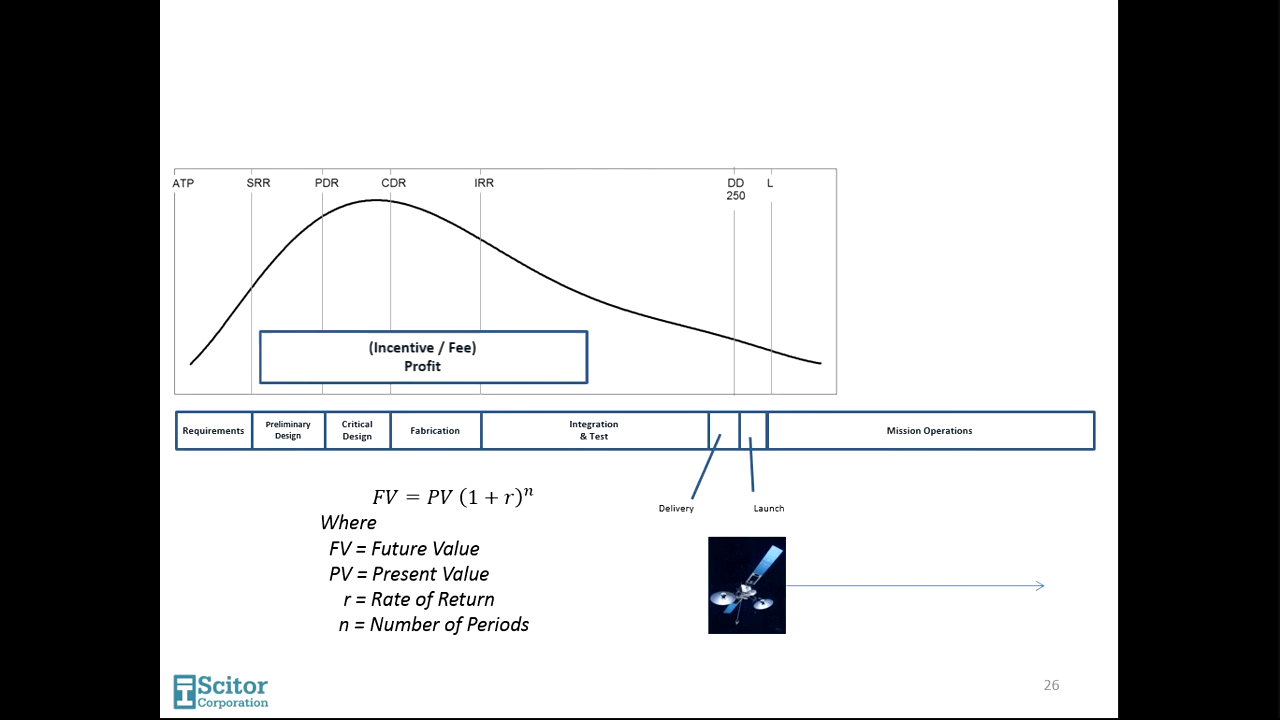 ATP SRR PDR CDR IRR DD L
250
(Incentive / Fee)
Profit
Requirements
Preliminary
Design
Critical
Design
Fabrication
Integration
& Test
Mission Operations
Delivery
Launch
FV = PV (1 + r)ⁿ
Where
FV = Future Value
PV = Present Value
r = Rate of Return
n = Number of Periods
Scitor
Corporation
26